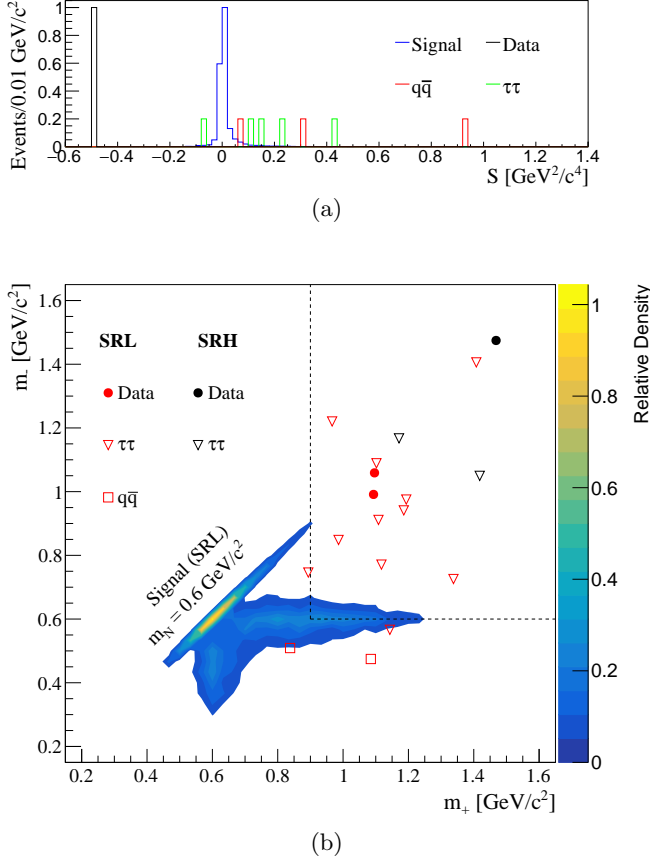 Events/0.01 GeV/c²
1
0.8
0.6
0.4
0.2
0
Signal
Data
qq̅
ττ
−0.6 −0.4 −0.2 0 0.2 0.4 0.6 0.8 1 1.2 1.4
S [GeV²/c⁴]
(a)
m₋ [GeV/c²]
1.6
1.4
1.2
1
0.8
0.6
0.4
0.2
SRL SRH
Data Data
ττ ττ
qq̅
Signal (SRL)
m_N = 0.6 GeV/c²
0.2 0.4 0.6 0.8 1 1.2 1.4 1.6
m₊ [GeV/c²]
1
0.8
0.6
0.4
0.2
0
Relative Density
(b)